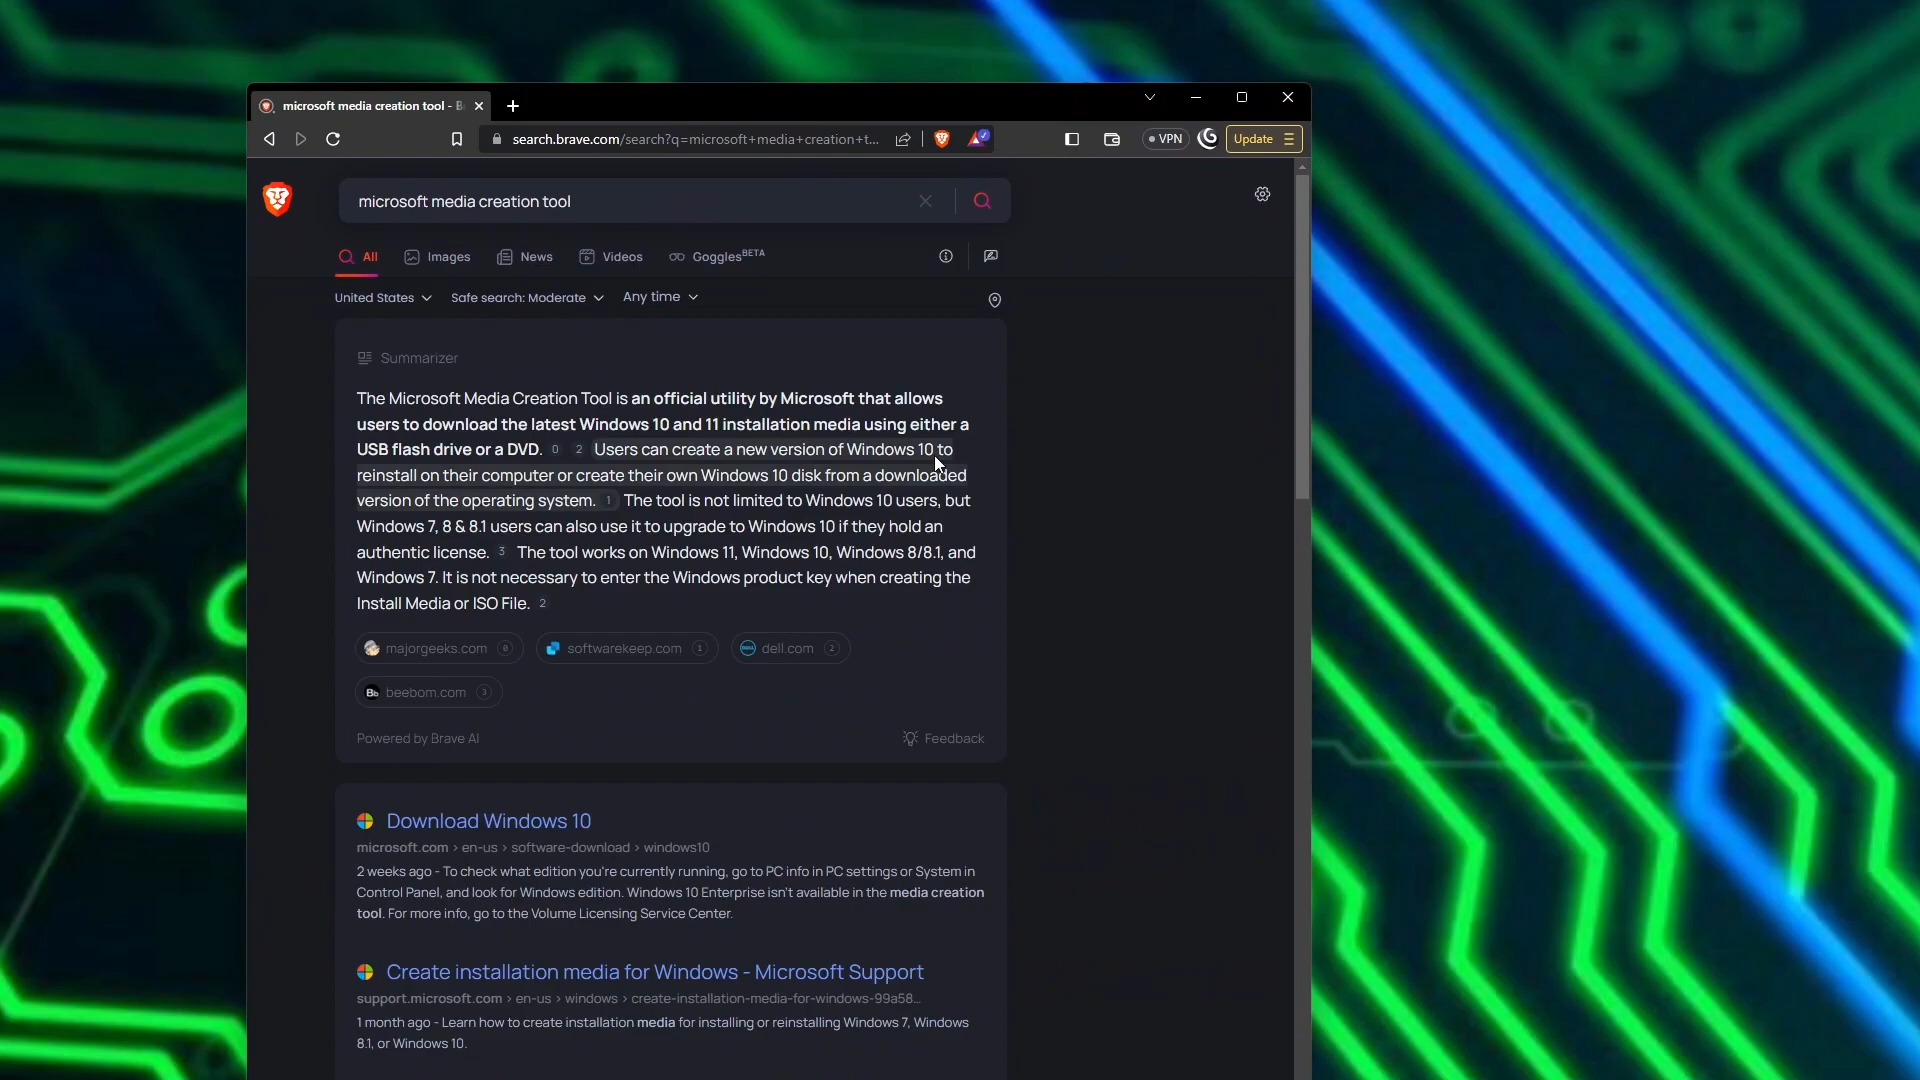 microsoft media creation tool - B
VPN
Update
search.brave.com/search?q=microsoft+media+creation+t...
microsoft media creation tool
All
Images
News
Videos
GogglesBETA
United States
Safe search: Moderate
Any time
Summarizer
The Microsoft Media Creation Tool is an official utility by Microsoft that allows
users to download the latest Windows 10 and 11 installation media using either a
USB flash drive or a DVD. 0 2 Users can create a new version of Windows 10 to
reinstall on their computer or create their own Windows 10 disk from a downloaded
version of the operating system. 1 The tool is not limited to Windows 10 users, but
Windows 7, 8 & 8.1 users can also use it to upgrade to Windows 10 if they hold an
authentic license. 3 The tool works on Windows 11, Windows 10, Windows 8/8.1, and
Windows 7. It is not necessary to enter the Windows product key when creating the
Install Media or ISO File. 2
majorgeeks.com 0
softwarekeep.com 1
DELL dell.com 2
Bb beebom.com 3
Powered by Brave AI
Feedback
Download Windows 10
microsoft.com › en-us › software-download › windows10
2 weeks ago - To check what edition you're currently running, go to PC info in PC settings or System in
Control Panel, and look for Windows edition. Windows 10 Enterprise isn't available in the media creation
tool. For more info, go to the Volume Licensing Service Center.
Create installation media for Windows - Microsoft Support
support.microsoft.com › en-us › windows › create-installation-media-for-windows-99a58...
1 month ago - Learn how to create installation media for installing or reinstalling Windows 7, Windows
8.1, or Windows 10.